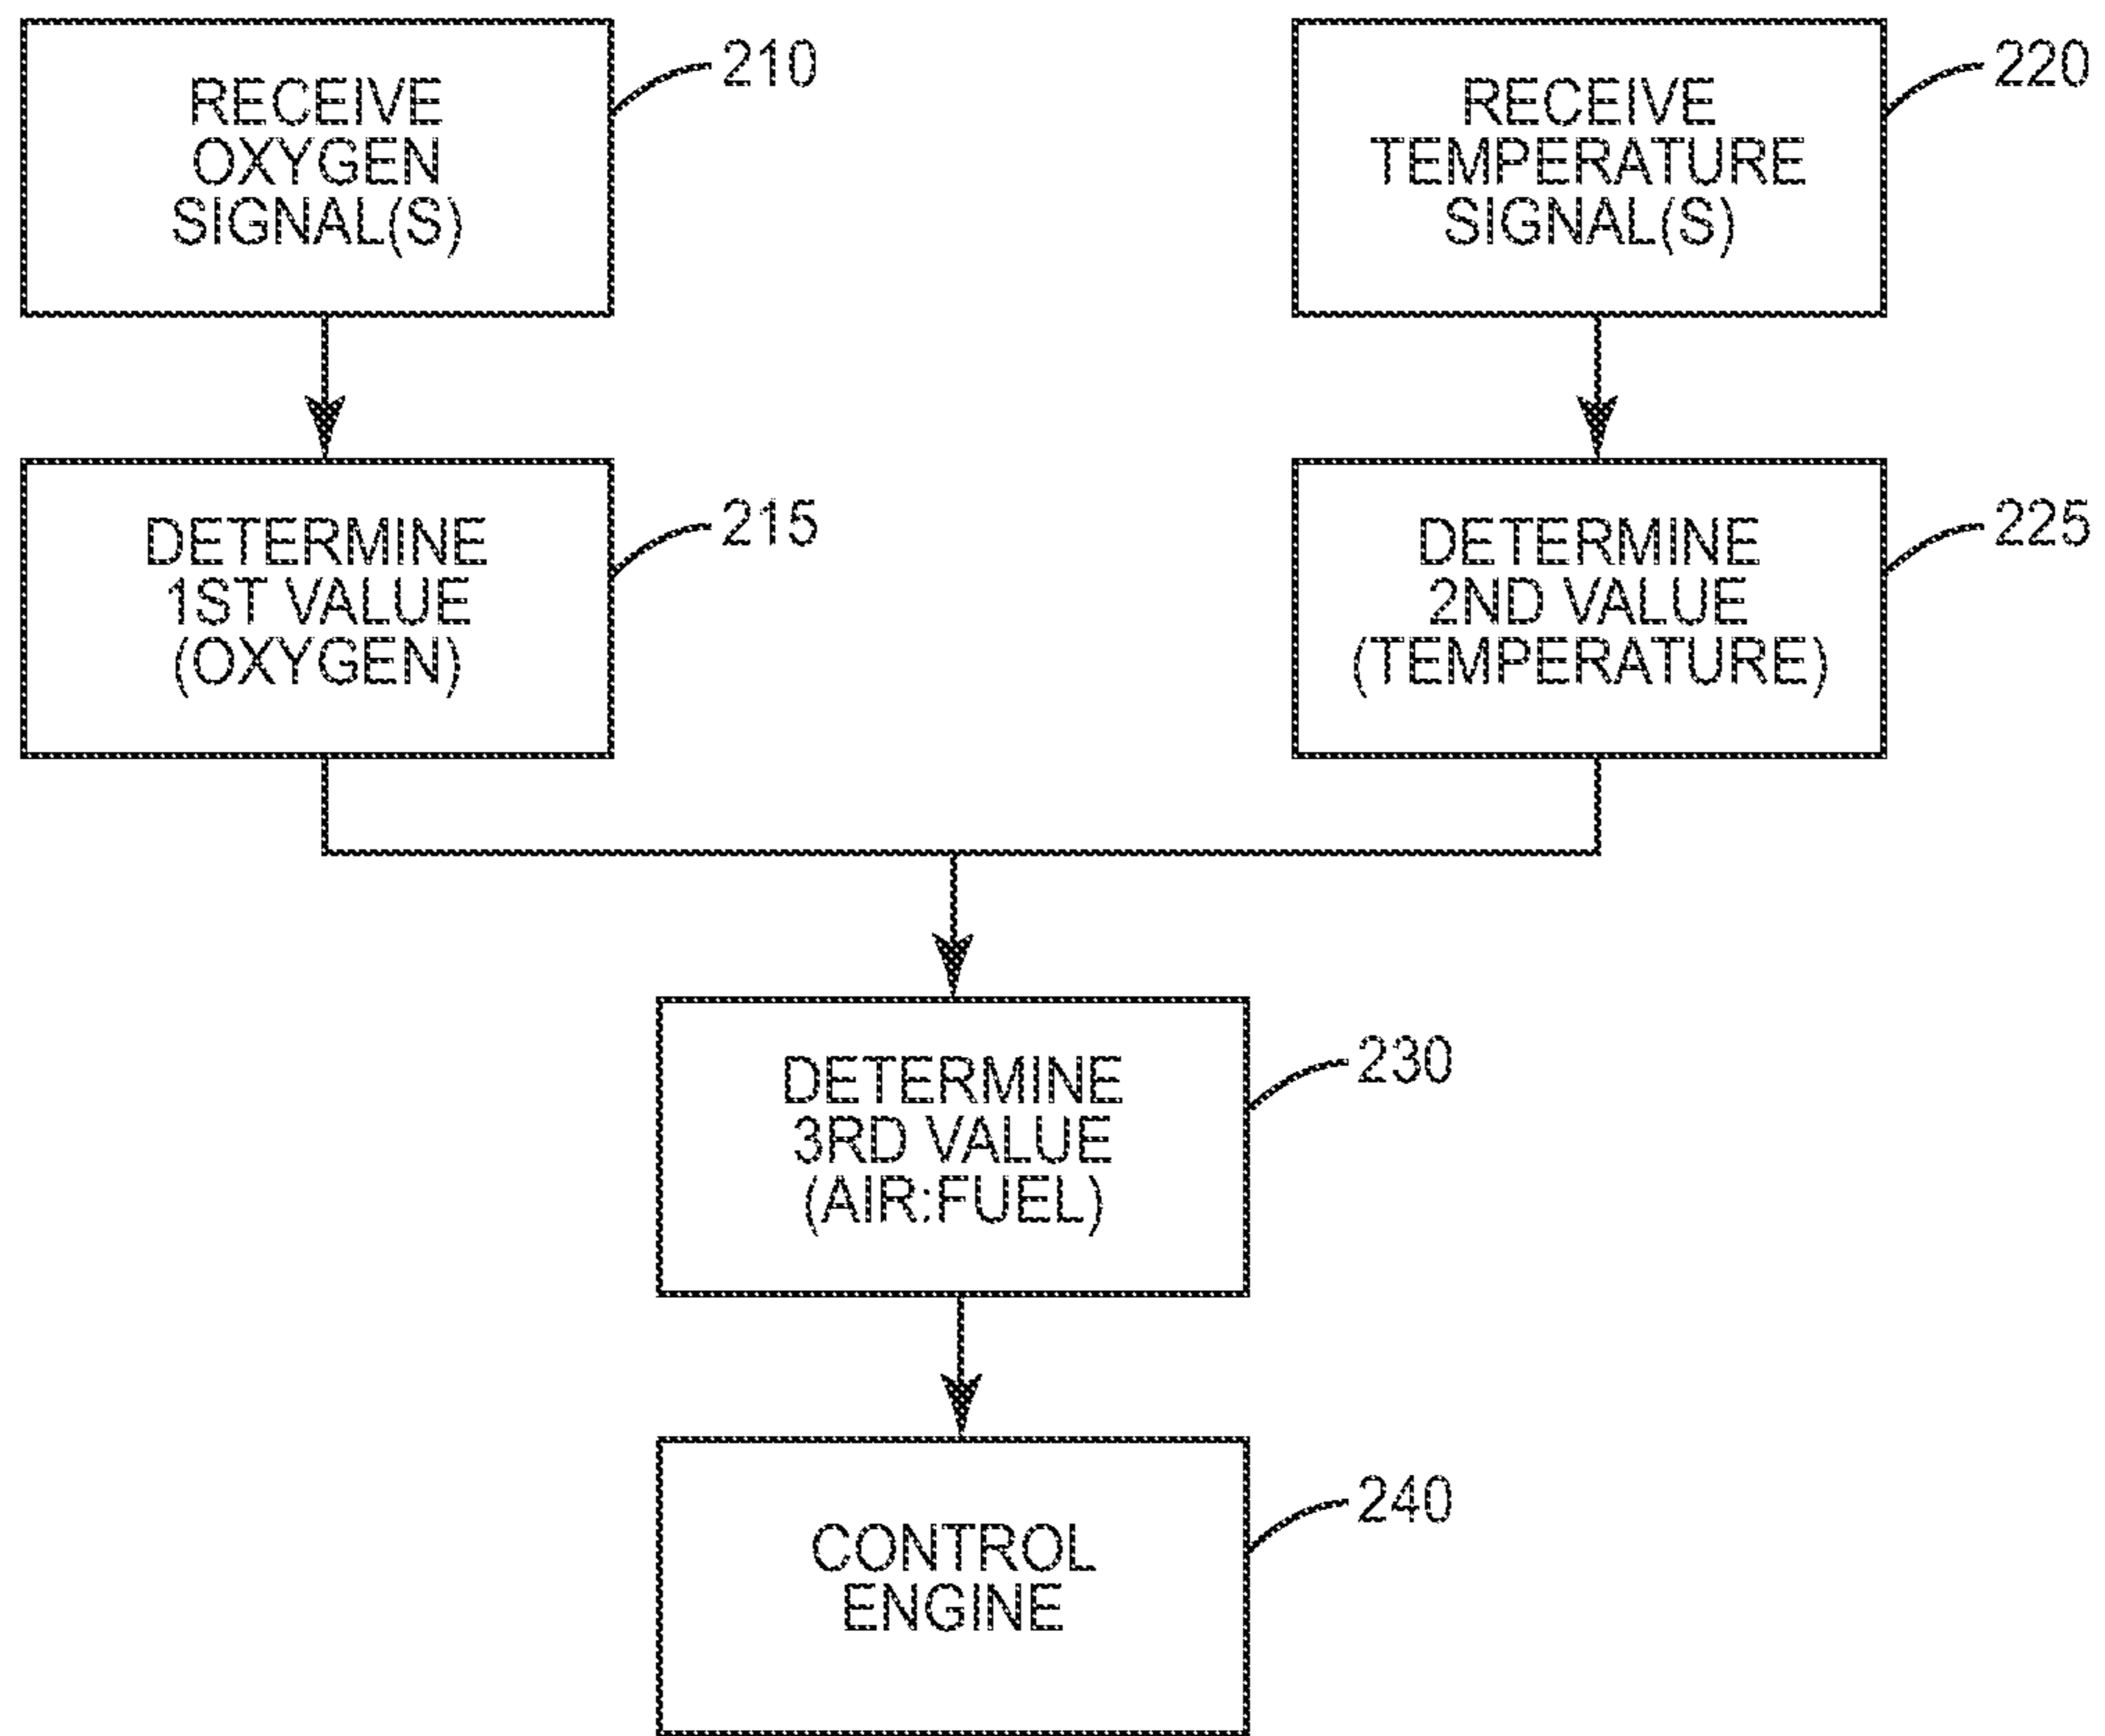 RECEIVE
OXYGEN
SIGNAL(S)
210
RECEIVE
TEMPERATURE
SIGNAL(S)
220
DETERMINE
1ST VALUE
(OXYGEN)
215
DETERMINE
2ND VALUE
(TEMPERATURE)
225
DETERMINE
3RD VALUE
(AIR:FUEL)
230
CONTROL
ENGINE
240